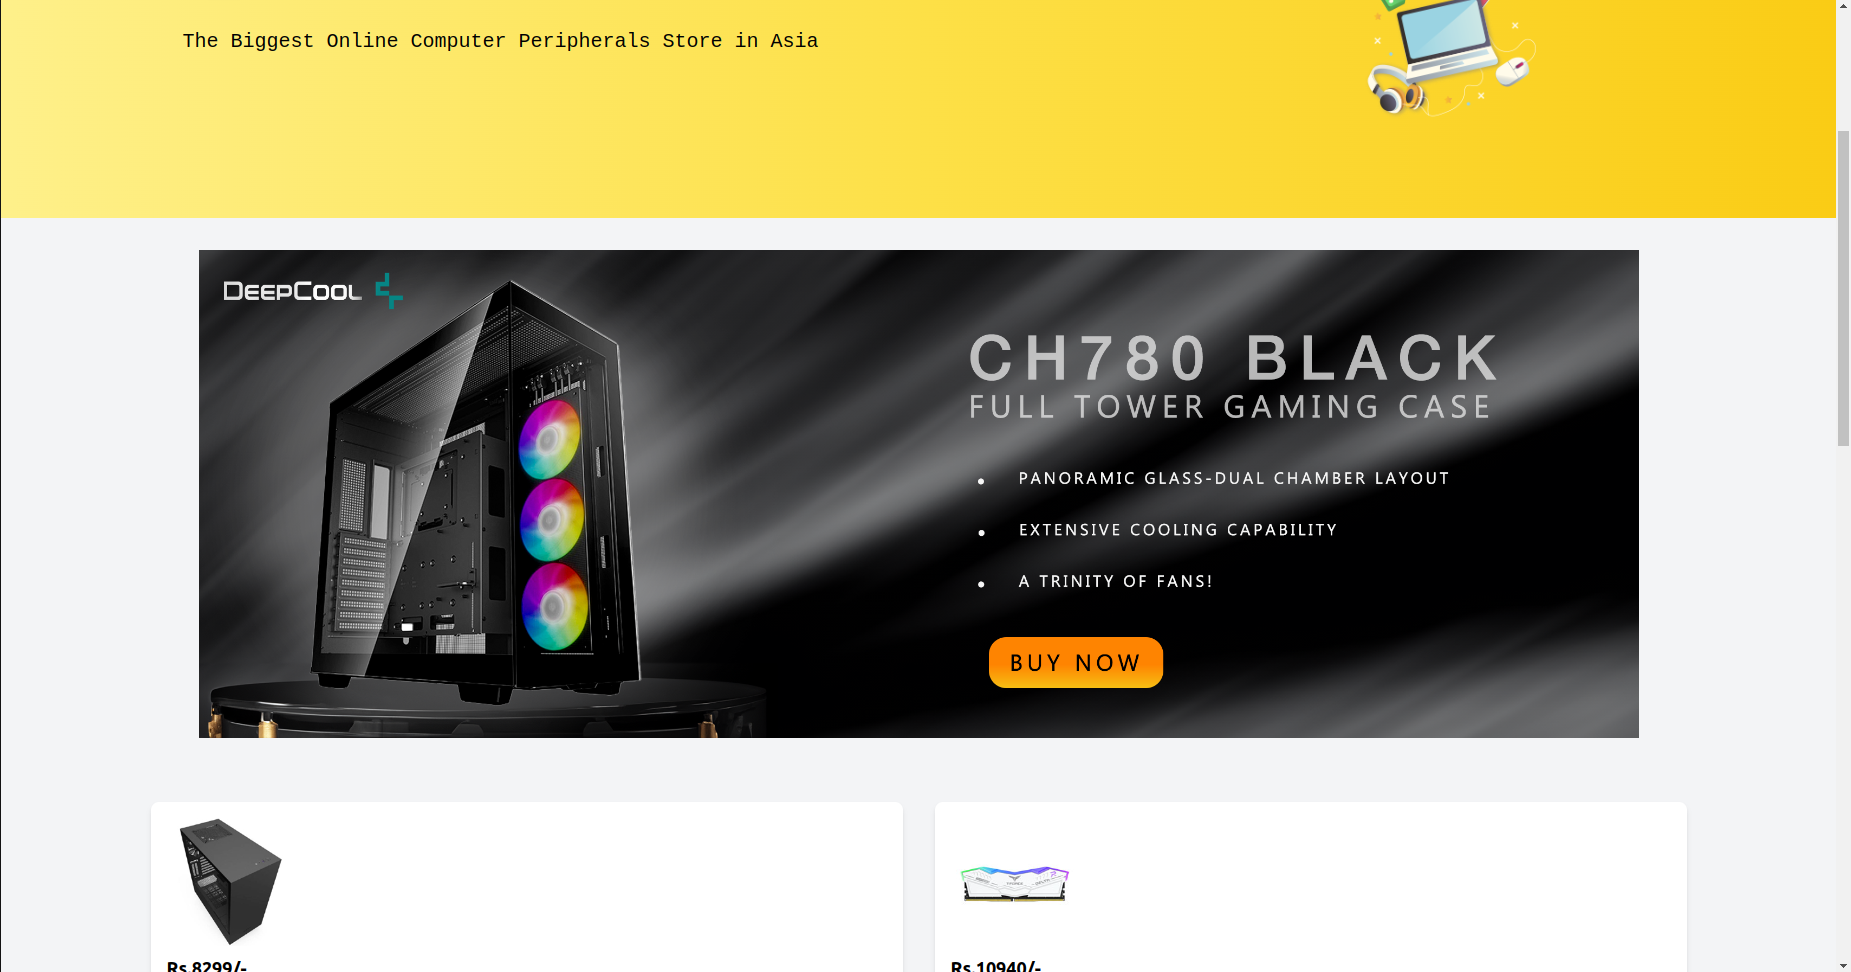 The Biggest Online Computer Peripherals Store in Asia
DEEPCOOL
CH780 BLACK
FULL TOWER GAMING CASE
• PANORAMIC GLASS-DUAL CHAMBER LAYOUT
• EXTENSIVE COOLING CAPABILITY
• A TRINITY OF FANS!
BUY NOW
Rs.8299/-
Rs.10940/-